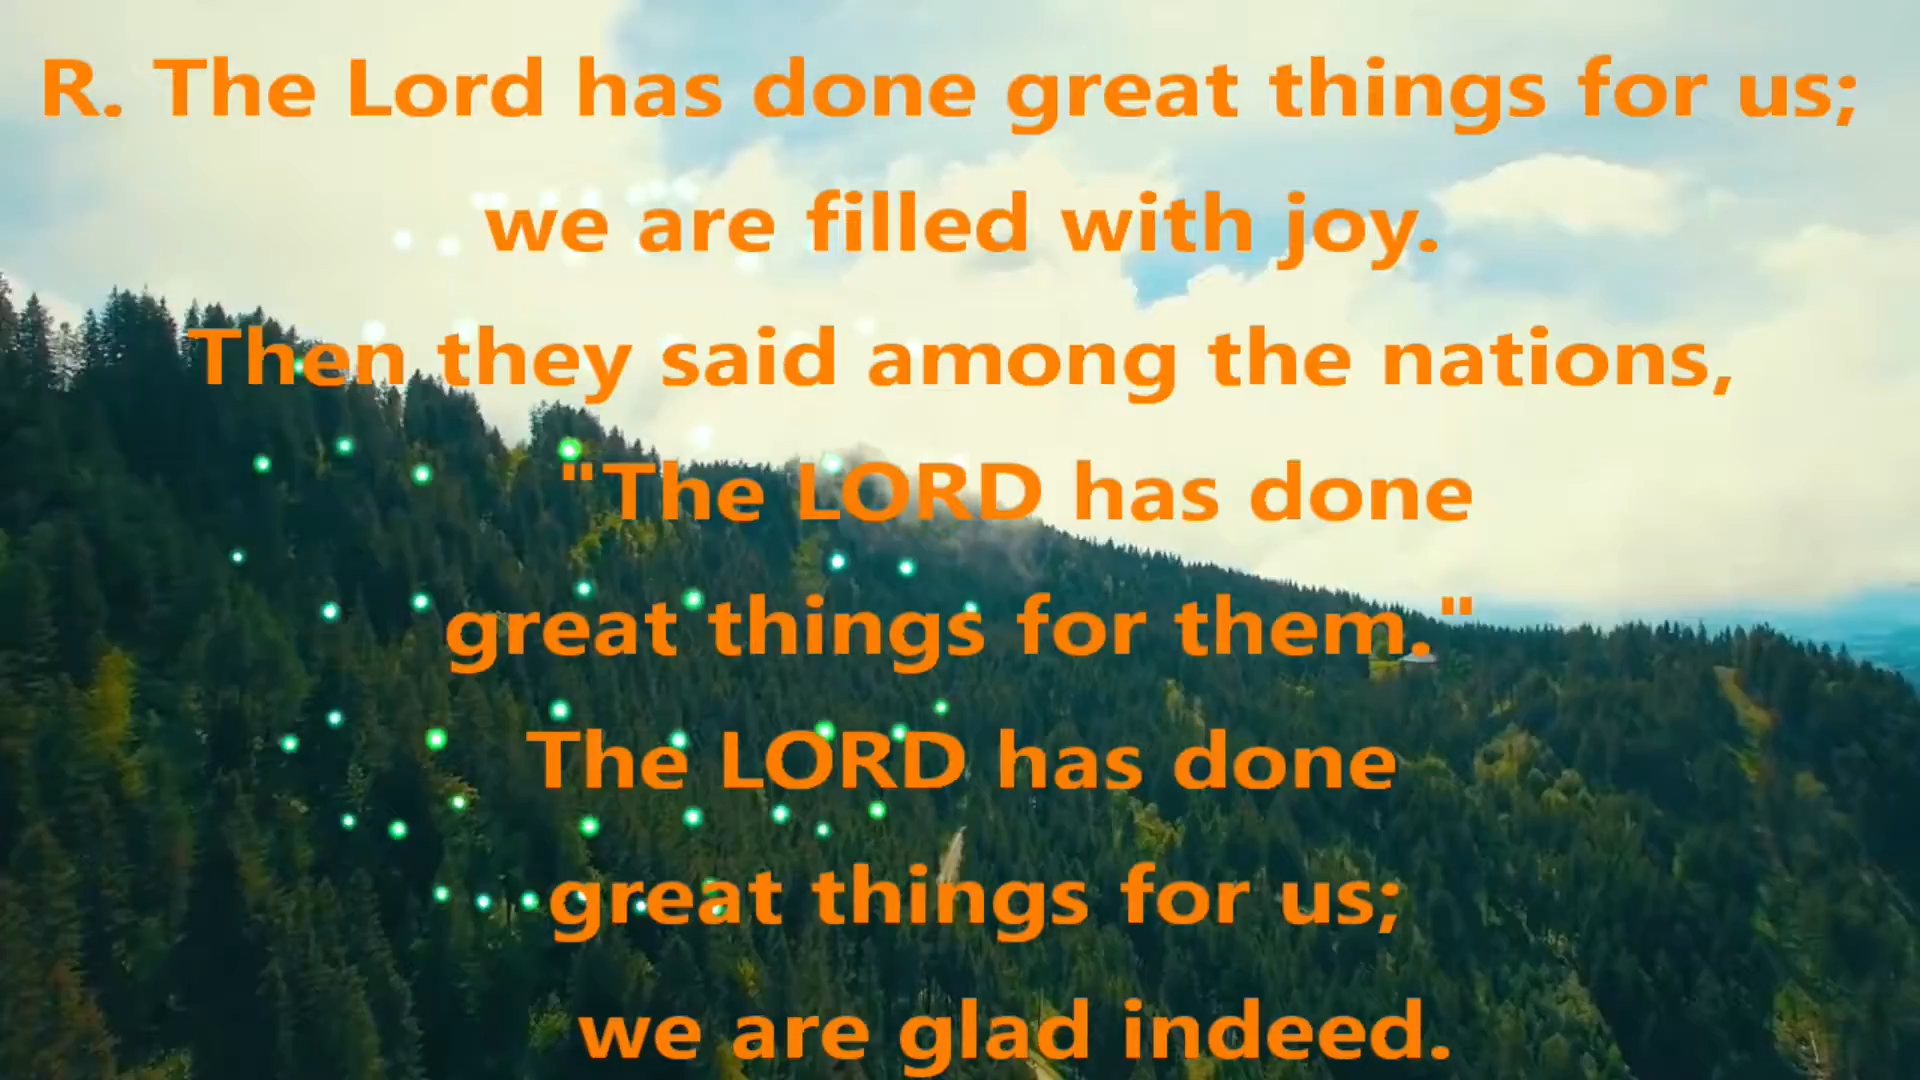 R. The Lord has done great things for us;
we are filled with joy.
Then they said among the nations,
"The LORD has done
great things for them."
The LORD has done
great things for us;
we are glad indeed.